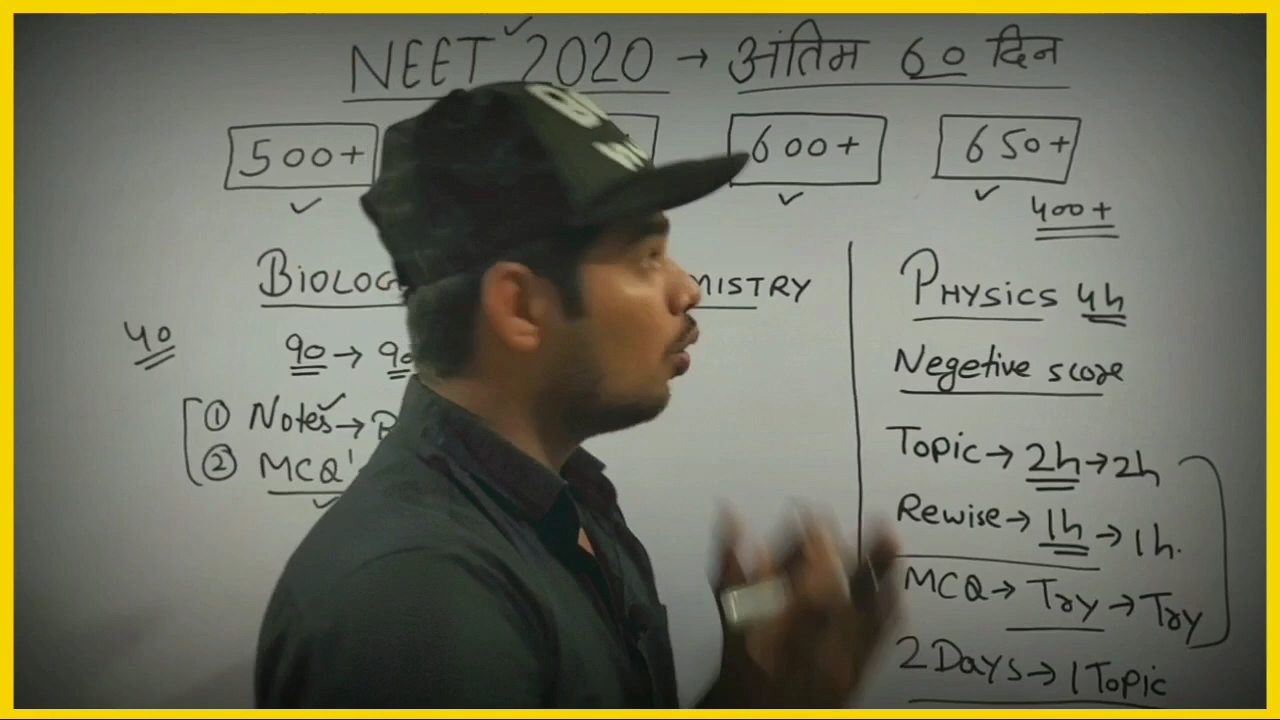 NEET 2020 → अंतिम 60 दिन
500+ 600+ 650+
400+
BIOLOG MISTRY PHYSICS 4h
40 90 → 90 Negetive score
① Notes →
② MCQ'
Topic → 2h → 2h
Rewise → 1h → 1h.
MCQ → Try → Try
2 Days → 1 Topic